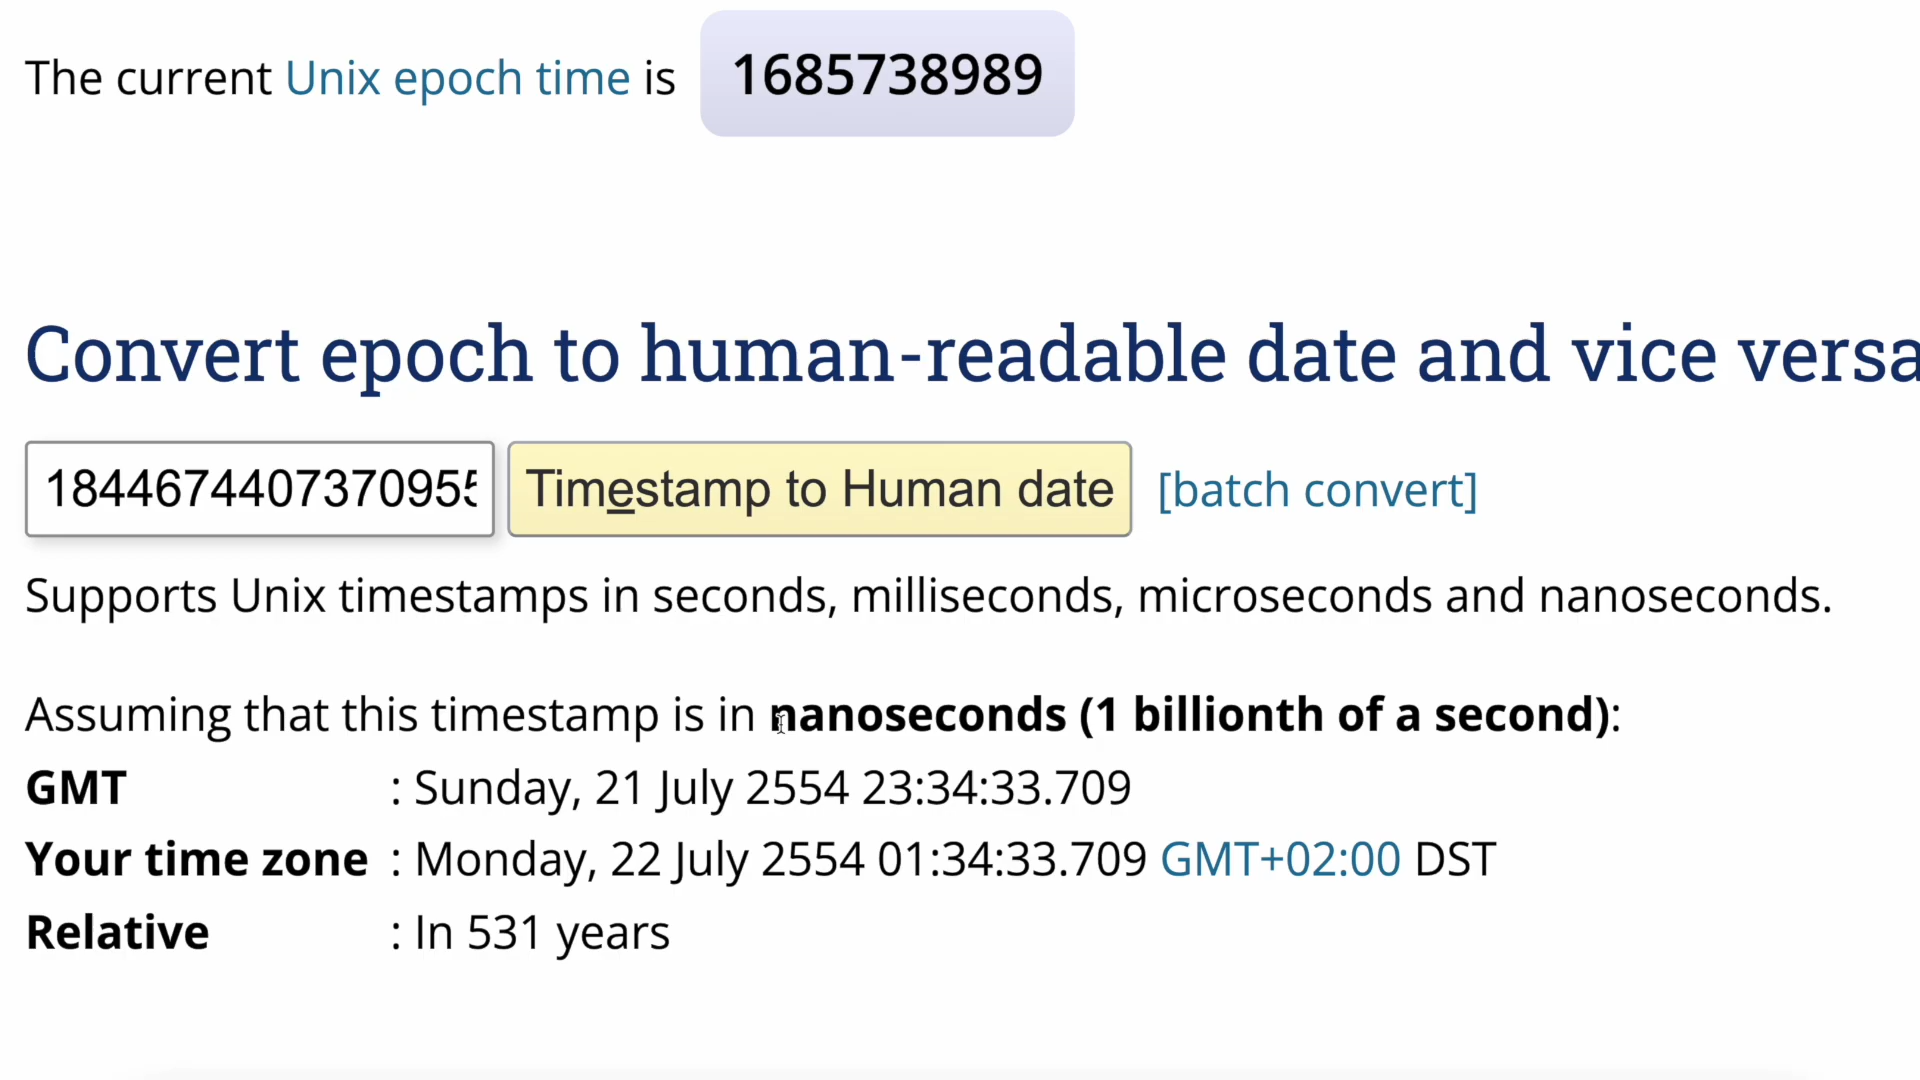 The current Unix epoch time is 1685738989
Convert epoch to human-readable date and vice versa
1844674407370955 Timestamp to Human date [batch convert]
Supports Unix timestamps in seconds, milliseconds, microseconds and nanoseconds.
Assuming that this timestamp is in nanoseconds (1 billionth of a second):
GMT : Sunday, 21 July 2554 23:34:33.709
Your time zone : Monday, 22 July 2554 01:34:33.709 GMT+02:00 DST
Relative : In 531 years